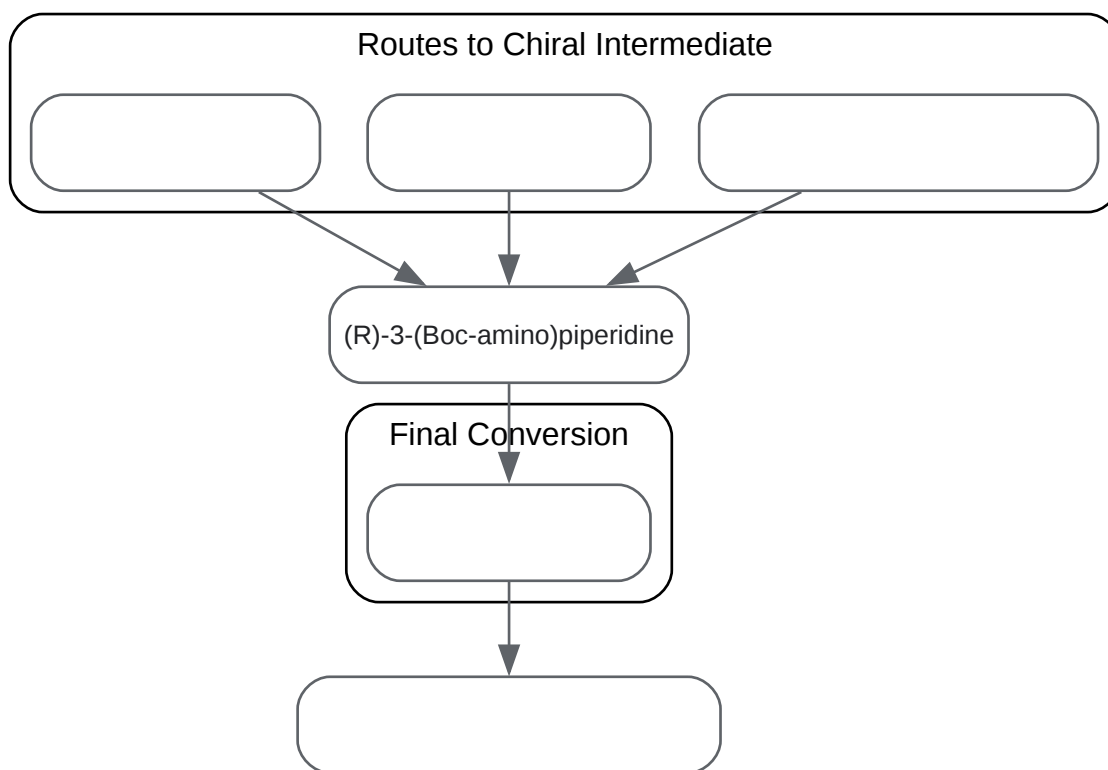 Routes to Chiral Intermediate
(R)-3-(Boc-amino)piperidine
Final Conversion